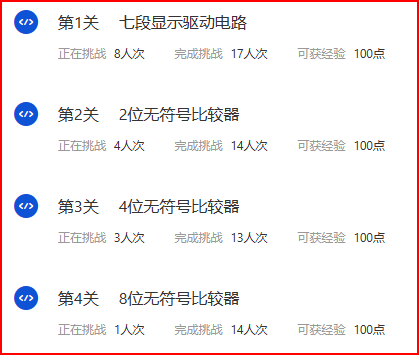 第1关 七段显示驱动电路
正在挑战 8人次 完成挑战 17人次 可获经验 100点
第2关 2位无符号比较器
正在挑战 4人次 完成挑战 14人次 可获经验 100点
第3关 4位无符号比较器
正在挑战 3人次 完成挑战 13人次 可获经验 100点
第4关 8位无符号比较器
正在挑战 1人次 完成挑战 14人次 可获经验 100点